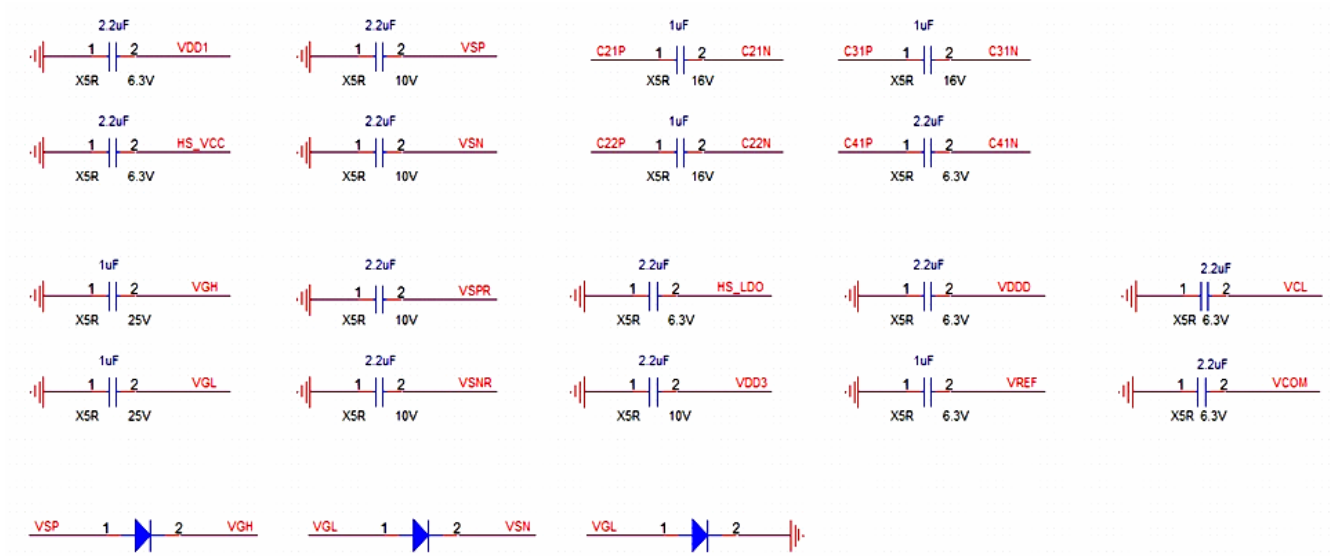 2.2uF 2.2uF 1uF 1uF
1 2 VDD1 1 2 VSP C21P 1 2 C21N C31P 1 2 C31N
X5R 6.3V X5R 10V X5R 16V X5R 16V
2.2uF 2.2uF 1uF 2.2uF
1 2 HS_VCC 1 2 VSN C22P 1 2 C22N C41P 1 2 C41N
X5R 6.3V X5R 10V X5R 16V X5R 6.3V
1uF 2.2uF 2.2uF 2.2uF 2.2uF
1 2 VGH 1 2 VSPR 1 2 HS_LDO 1 2 VDDD 1 2 VCL
X5R 25V X5R 10V X5R 6.3V X5R 6.3V X5R 6.3V
1uF 2.2uF 2.2uF 1uF 2.2uF
1 2 VGL 1 2 VSNR 1 2 VDD3 1 2 VREF 1 2 VCOM
X5R 25V X5R 10V X5R 10V X5R 6.3V X5R 6.3V
VSP 1 2 VGH VGL 1 2 VSN VGL 1 2